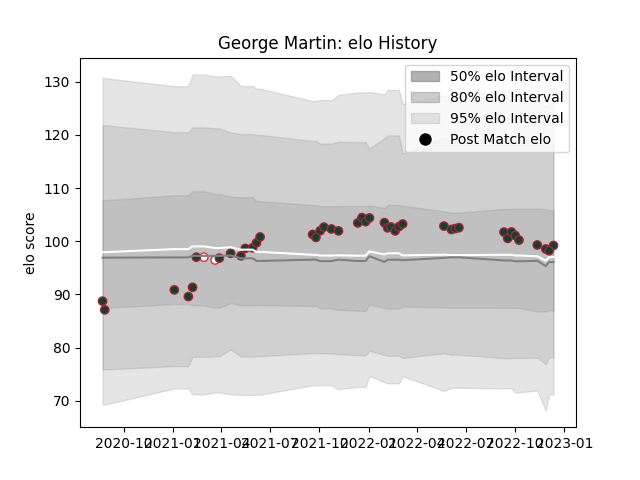 George Martin: elo History
50% elo Interval
80% elo Interval
95% elo Interval
Post Match elo
elo score
130
120
110
100
90
80
70
2020-10 2021-01 2021-04 2021-07 2021-10 2022-01 2022-04 2022-07 2022-10 2023-01